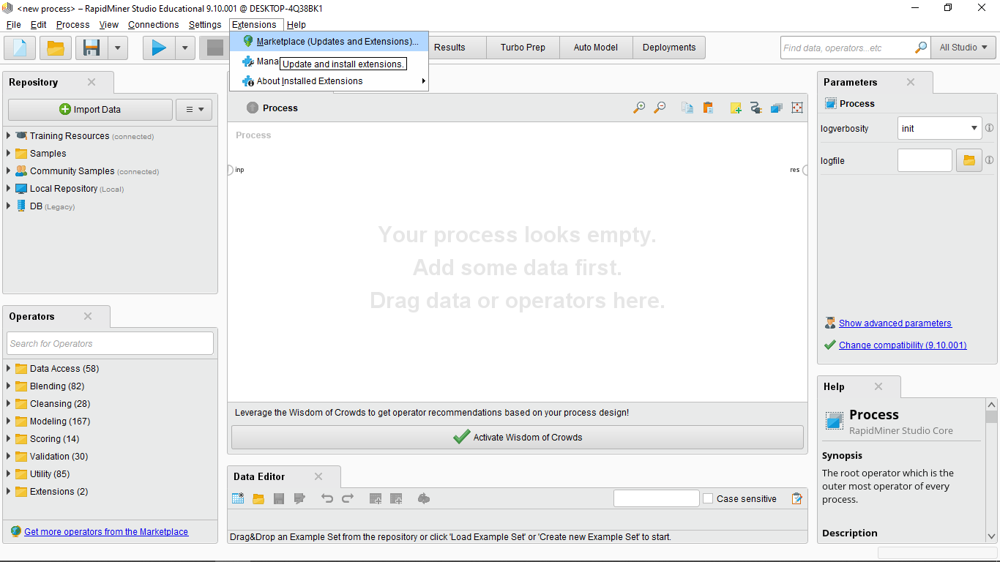 <new process> – RapidMiner Studio Educational 9.10.001 @ DESKTOP-4Q38BK1
File Edit Process View Connections Settings Extensions Help
Marketplace (Updates and Extensions)...
Mana
Update and install extensions.
About Installed Extensions
Results Turbo Prep Auto Model Deployments
Find data, operators...etc
All Studio
Repository
Import Data
Training Resources (connected)
Samples
Community Samples (connected)
Local Repository (Local)
DB (Legacy)
Operators
Search for Operators
Data Access (58)
Blending (82)
Cleansing (28)
Modeling (167)
Scoring (14)
Validation (30)
Utility (85)
Extensions (2)
Get more operators from the Marketplace
Process
Process
inp
res
Your process looks empty.
Add some data first.
Drag data or operators here.
Leverage the Wisdom of Crowds to get operator recommendations based on your process design!
Activate Wisdom of Crowds
Data Editor
Case sensitive
Drag&Drop an Example Set from the repository or click 'Load Example Set' or 'Create new Example Set' to start.
Parameters
Process
logverbosity
init
logfile
Show advanced parameters
Change compatibility (9.10.001)
Help
Process
RapidMiner Studio Core
Synopsis
The root operator which is the
outer most operator of every
process.
Description